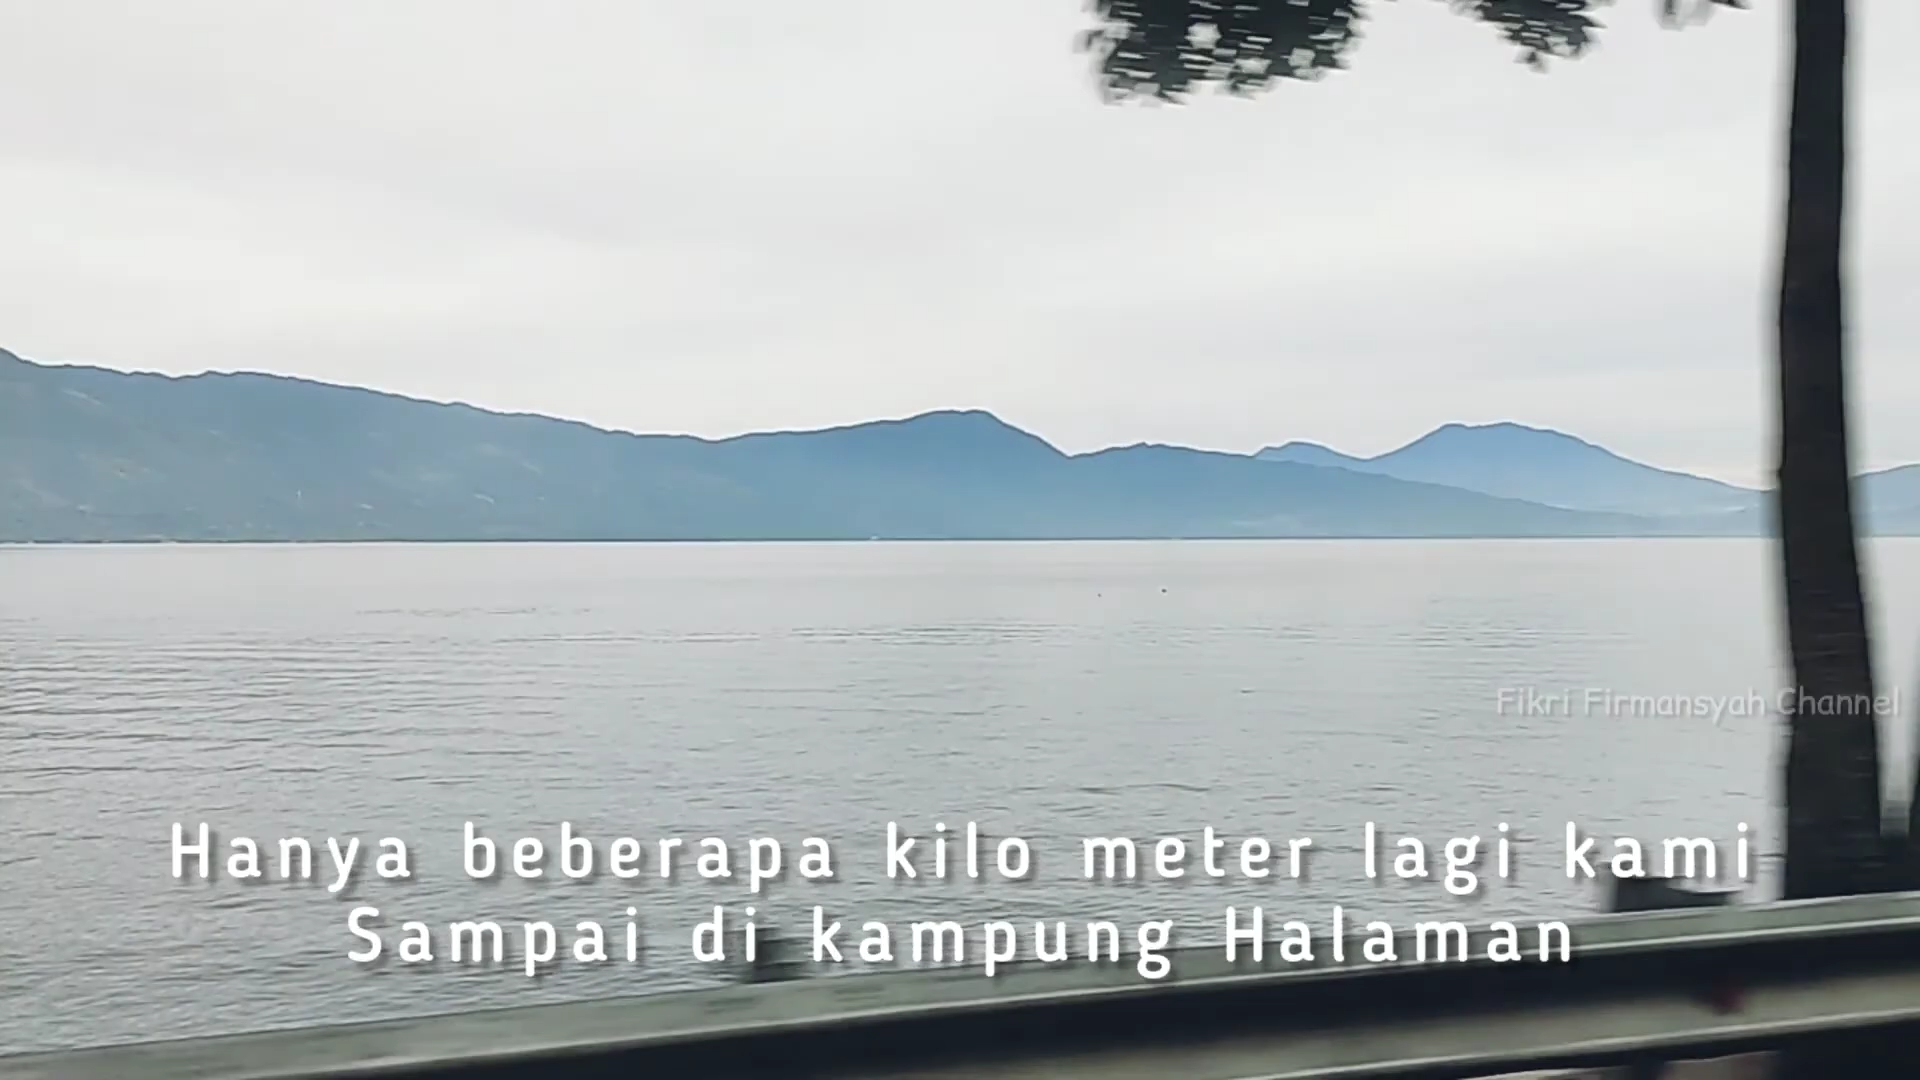 Fikri Firmansyah Channel
Hanya beberapa kilo meter lagi kami
Sampai di kampung Halaman